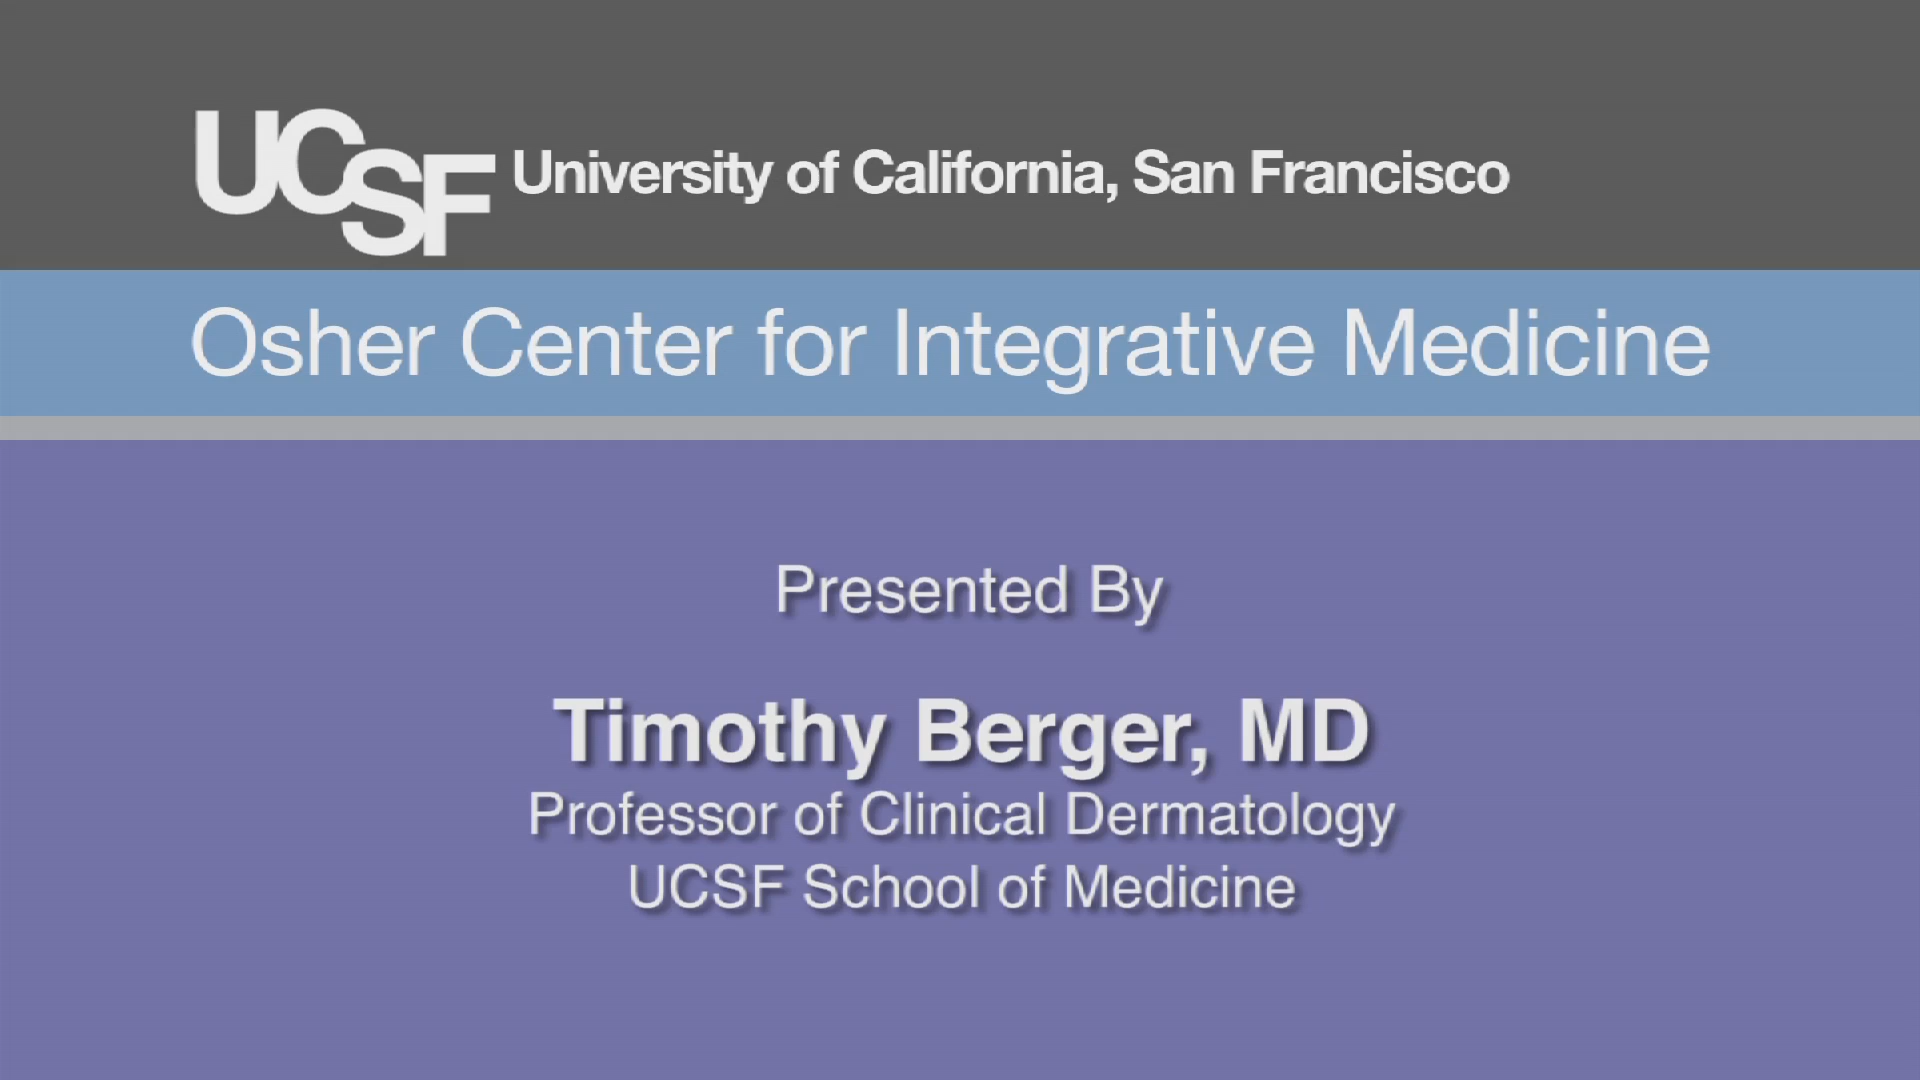 UCSF University of California, San Francisco
Osher Center for Integrative Medicine
Presented By
Timothy Berger, MD
Professor of Clinical Dermatology
UCSF School of Medicine